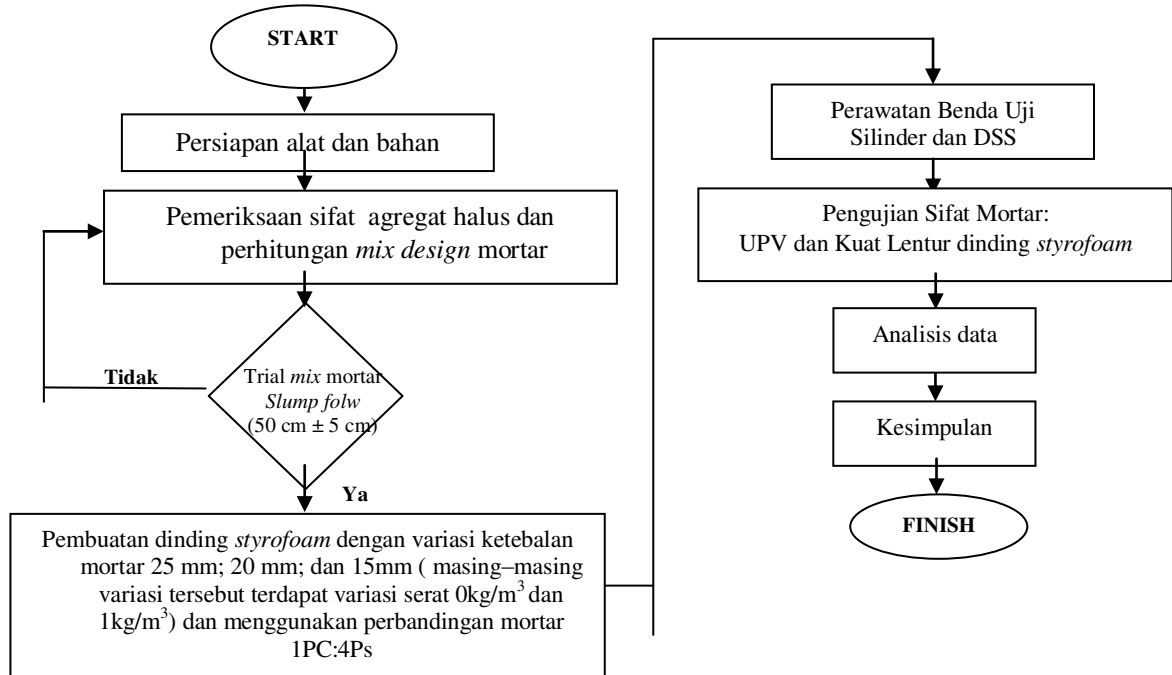 START
Persiapan alat dan bahan
Pemeriksaan sifat agregat halus dan
perhitungan mix design mortar
Tidak
Trial mix mortar
Slump folw
(50 cm ± 5 cm)
Ya
Pembuatan dinding styrofoam dengan variasi ketebalan
mortar 25 mm; 20 mm; dan 15mm ( masing–masing
variasi tersebut terdapat variasi serat 0kg/m³ dan
1kg/m³) dan menggunakan perbandingan mortar
1PC:4Ps
Perawatan Benda Uji
Silinder dan DSS
Pengujian Sifat Mortar:
UPV dan Kuat Lentur dinding styrofoam
Analisis data
Kesimpulan
FINISH